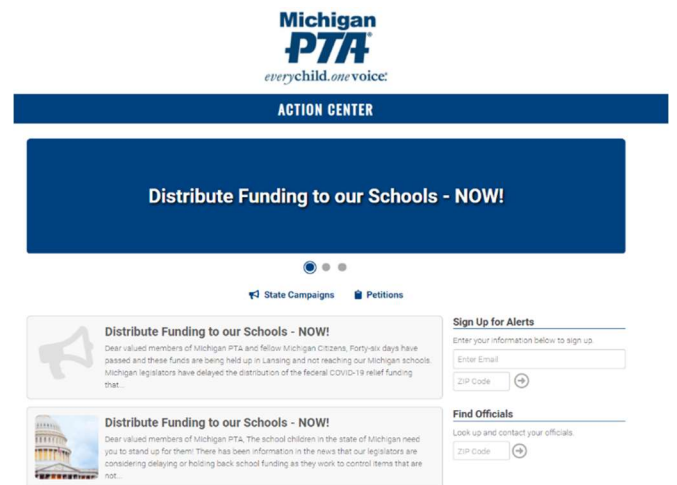 Michigan
PTA®
everychild.onevoice.®
ACTION CENTER
Distribute Funding to our Schools - NOW!
State Campaigns
Petitions
Distribute Funding to our Schools - NOW!
Dear valued members of Michigan PTA and fellow Michigan Citizens, Forty-six days have
passed and these funds are being held up in Lansing and not reaching our Michigan schools.
Michigan legislators have delayed the distribution of the federal COVID-19 relief funding
that...
Distribute Funding to our Schools - NOW!
Dear valued members of Michigan PTA, The school children in the state of Michigan need
you to stand up for them! There has been information in the news that our legislators are
considering delaying or holding back school funding as they work to control items that are
not...
Sign Up for Alerts
Enter your information below to sign up.
Enter Email
ZIP Code
Find Officials
Look up and contact your officials.
ZIP Code